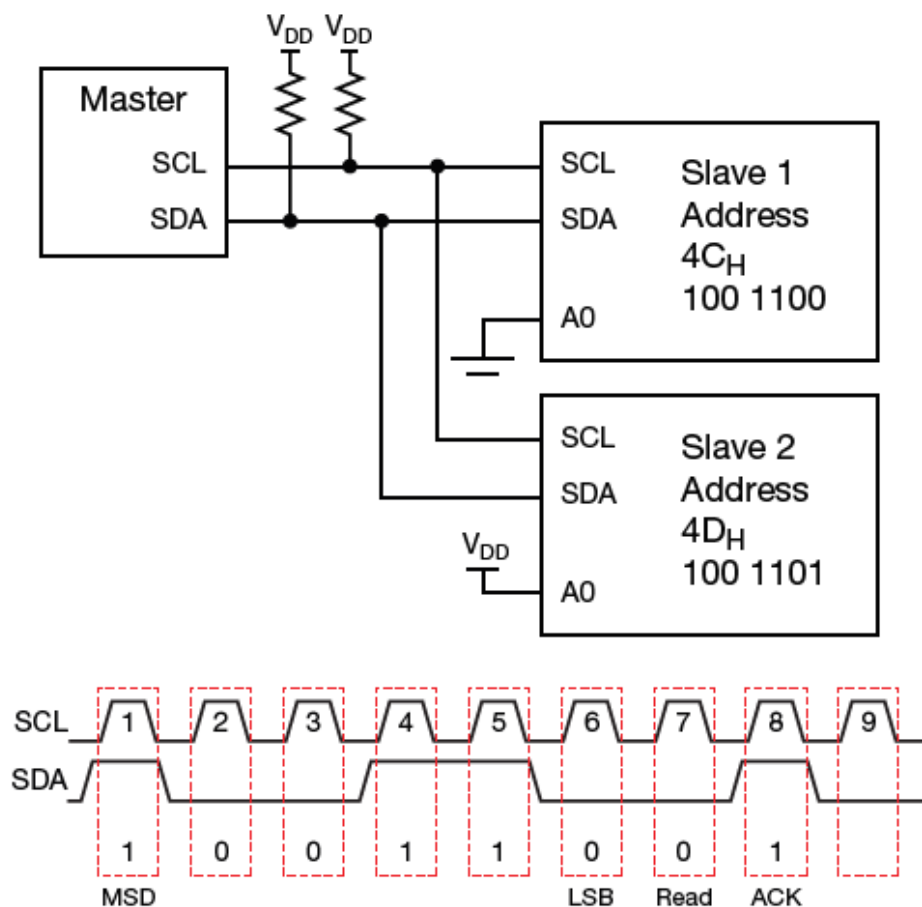 VDD VDD
Master
SCL
SDA
SCL
SDA
A0
Slave 1
Address
4CH
100 1100
SCL
SDA
VDD
A0
Slave 2
Address
4DH
100 1101
SCL 1 2 3 4 5 6 7 8 9
SDA
1 0 0 1 1 0 0 1
MSD LSB Read ACK